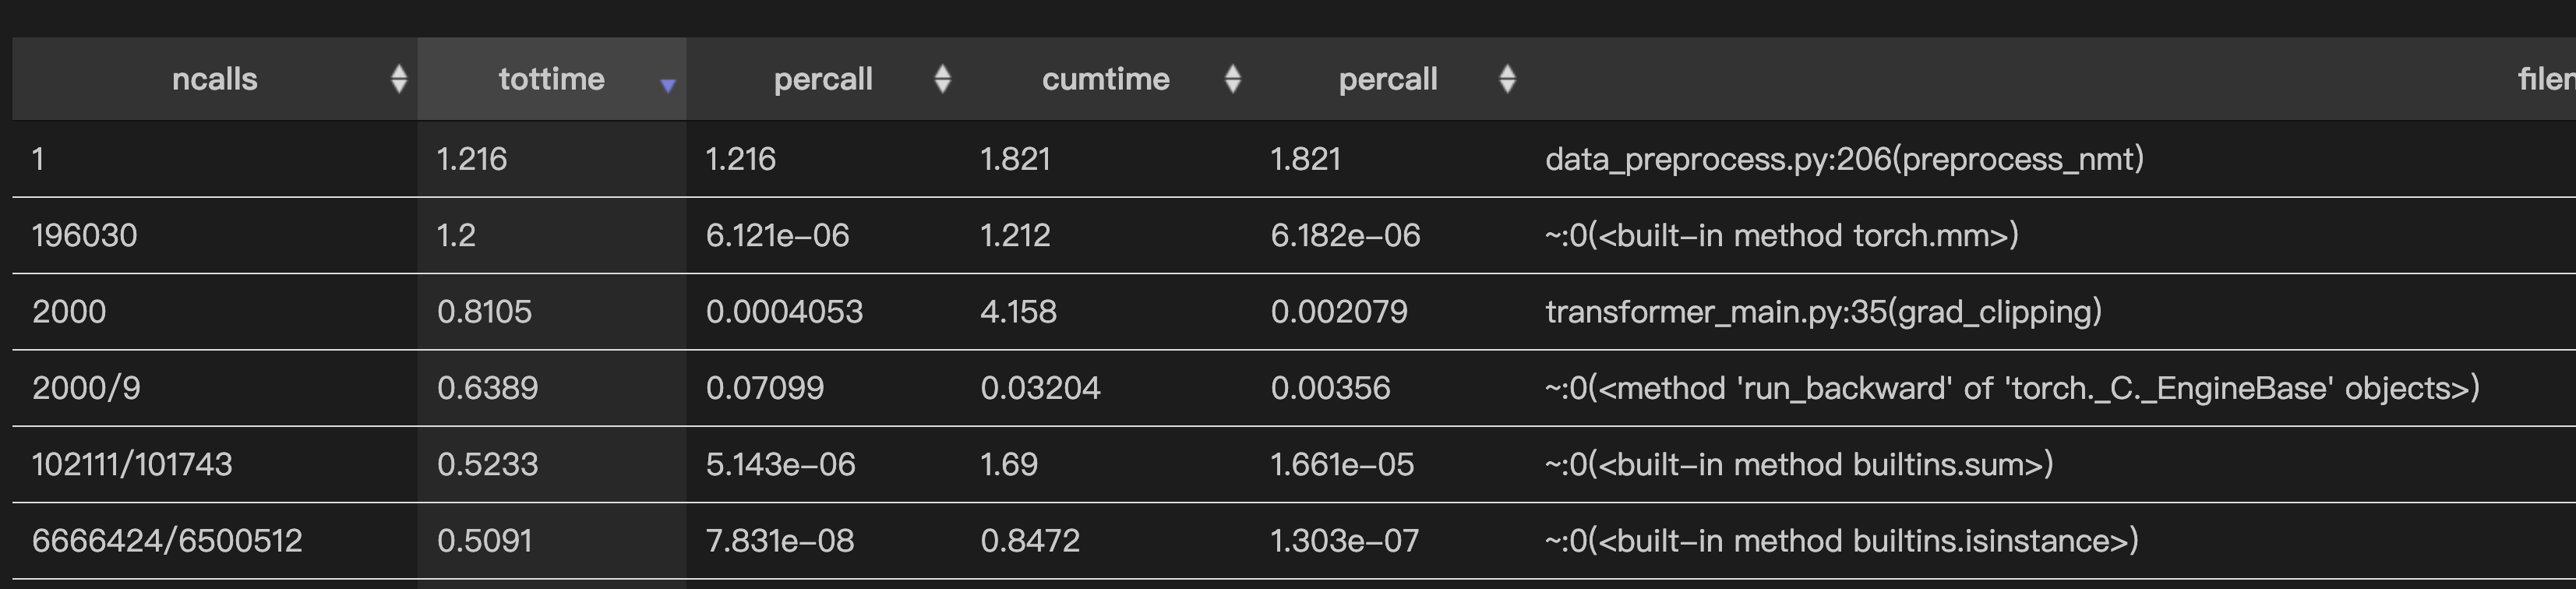 ncalls tottime percall cumtime percall filen
1 1.216 1.216 1.821 1.821 data_preprocess.py:206(preprocess_nmt)
196030 1.2 6.121e-06 1.212 6.182e-06 ~:0(<built-in method torch.mm>)
2000 0.8105 0.0004053 4.158 0.002079 transformer_main.py:35(grad_clipping)
2000/9 0.6389 0.07099 0.03204 0.00356 ~:0(<method 'run_backward' of 'torch._C._EngineBase' objects>)
102111/101743 0.5233 5.143e-06 1.69 1.661e-05 ~:0(<built-in method builtins.sum>)
6666424/6500512 0.5091 7.831e-08 0.8472 1.303e-07 ~:0(<built-in method builtins.isinstance>)